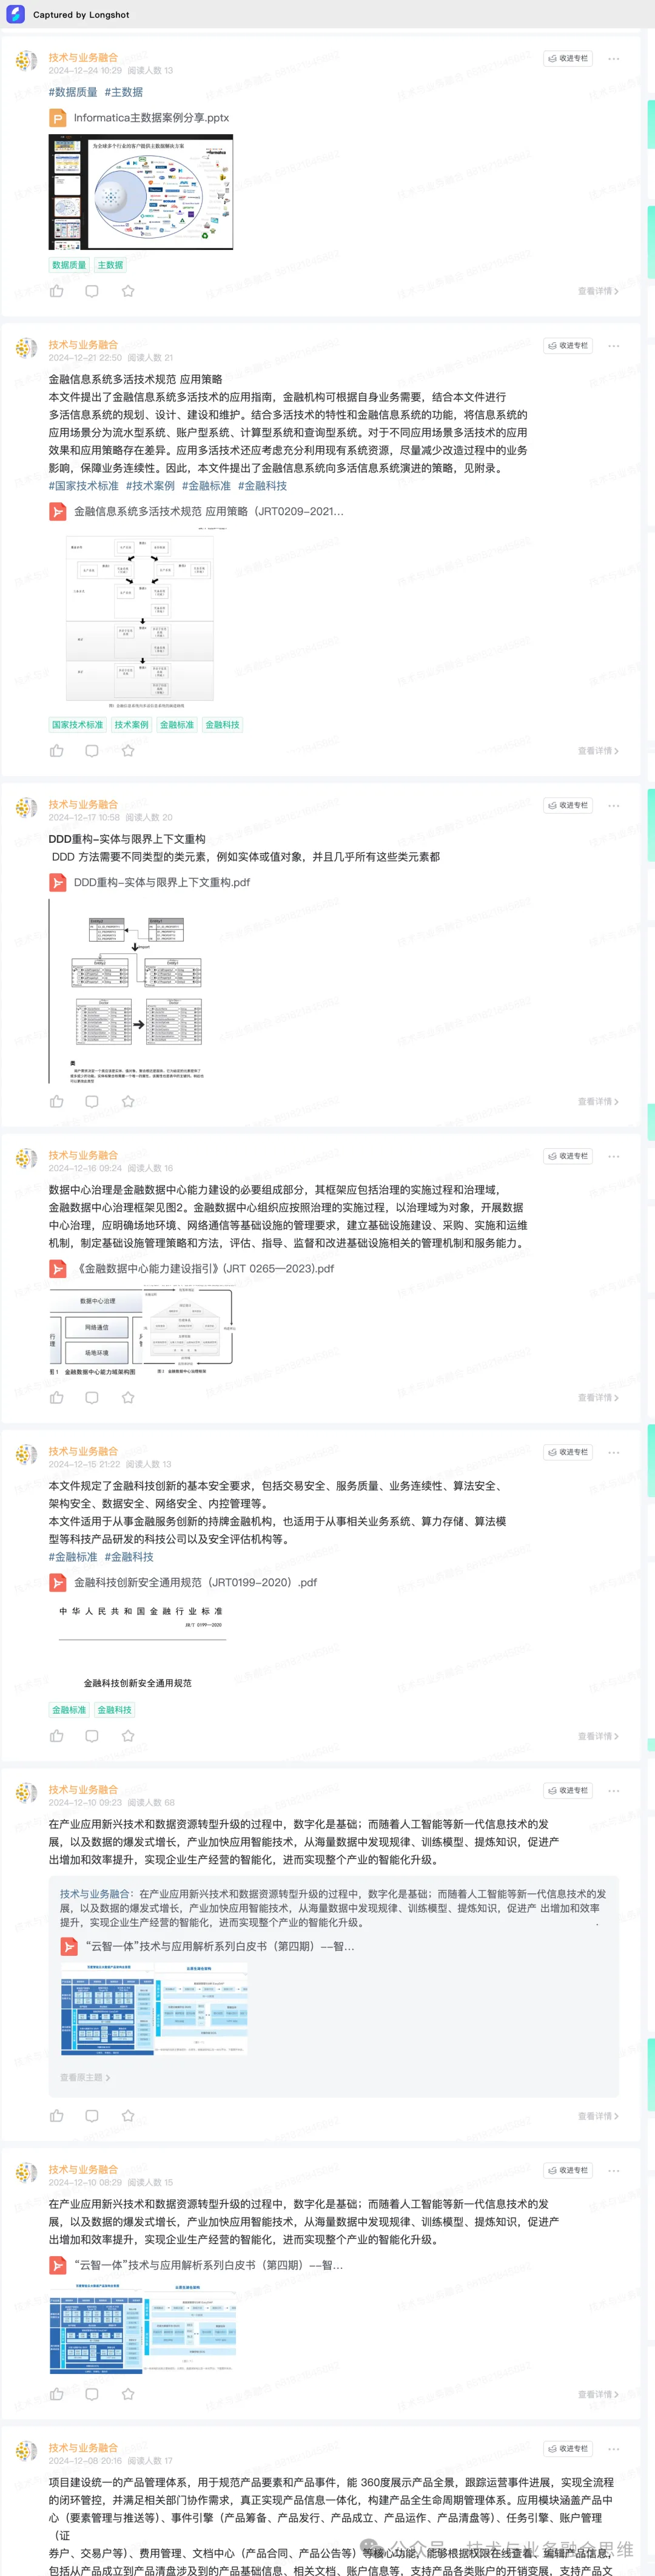 Captured by Longshot
技术与业务融合
收进专栏
2024-12-24 10:29 阅读人数 13
#数据质量 #主数据
Informatica主数据案例分享.pptx
为全球多个行业的客户提供主数据解决方案
数据质量 主数据
查看详情
技术与业务融合
收进专栏
2024-12-21 22:50 阅读人数 21
金融信息系统多活技术规范 应用策略
本文件提出了金融信息系统多活技术的应用指南，金融机构可根据自身业务需要，结合本文件进行
多活信息系统的规划、设计、建设和维护。结合多活技术的特性和金融信息系统的功能，将信息系统的
应用场景分为流水型系统、账户型系统、计算型系统和查询型系统。对于不同应用场景多活技术的应用
效果和应用策略存在差异。应用多活技术还应考虑充分利用现有系统资源，尽量减少改造过程中的业务
影响，保障业务连续性。因此，本文件提出了金融信息系统向多活信息系统演进的策略，见附录。
#国家技术标准 #技术案例 #金融标准 #金融科技
金融信息系统多活技术规范 应用策略（JRT0209-2021...
国家技术标准 技术案例 金融标准 金融科技
查看详情
技术与业务融合
收进专栏
2024-12-17 10:58 阅读人数 20
DDD重构-实体与限界上下文重构
DDD 方法需要不同类型的类元素，例如实体或值对象，并且几乎所有这些类元素都
DDD重构-实体与限界上下文重构.pdf
查看详情
技术与业务融合
收进专栏
2024-12-16 09:24 阅读人数 16
数据中心治理是金融数据中心能力建设的必要组成部分，其框架应包括治理的实施过程和治理域，
金融数据中心治理框架见图2。金融数据中心组织应按照治理的实施过程，以治理域为对象，开展数据
中心治理，应明确场地环境、网络通信等基础设施的管理要求，建立基础设施建设、采购、实施和运维
机制，制定基础设施管理策略和方法，评估、指导、监督和改进基础设施相关的管理机制和服务能力。
《金融数据中心能力建设指引》(JRT 0265—2023).pdf
数据中心治理
网络通信
场地环境
图 1 金融数据中心能力域架构图
图 2 金融数据中心治理框架
查看详情
技术与业务融合
收进专栏
2024-12-15 21:22 阅读人数 13
本文件规定了金融科技创新的基本安全要求，包括交易安全、服务质量、业务连续性、算法安全、
架构安全、数据安全、网络安全、内控管理等。
本文件适用于从事金融服务创新的持牌金融机构，也适用于从事相关业务系统、算力存储、算法模
型等科技产品研发的科技公司以及安全评估机构等。
#金融标准 #金融科技
金融科技创新安全通用规范（JRT0199-2020）.pdf
中华人民共和国金融行业标准
JR/T 0199—2020
金融科技创新安全通用规范
金融标准 金融科技
查看详情
技术与业务融合
收进专栏
2024-12-10 09:23 阅读人数 68
在产业应用新兴技术和数据资源转型升级的过程中，数字化是基础；而随着人工智能等新一代信息技术的发
展，以及数据的爆发式增长，产业加快应用智能技术，从海量数据中发现规律、训练模型、提炼知识，促进产
出增加和效率提升，实现企业生产经营的智能化，进而实现整个产业的智能化升级。
技术与业务融合：在产业应用新兴技术和数据资源转型升级的过程中，数字化是基础；而随着人工智能等新一代信息技术的发
展，以及数据的爆发式增长，产业加快应用智能技术，从海量数据中发现规律、训练模型、提炼知识，促进产 出增加和效率
提升，实现企业生产经营的智能化，进而实现整个产业的智能化升级。
“云智一体”技术与应用解析系列白皮书（第四期）--智...
查看原主题
查看详情
技术与业务融合
收进专栏
2024-12-10 08:29 阅读人数 15
在产业应用新兴技术和数据资源转型升级的过程中，数字化是基础；而随着人工智能等新一代信息技术的发
展，以及数据的爆发式增长，产业加快应用智能技术，从海量数据中发现规律、训练模型、提炼知识，促进产
出增加和效率提升，实现企业生产经营的智能化，进而实现整个产业的智能化升级。
“云智一体”技术与应用解析系列白皮书（第四期）--智...
查看详情
技术与业务融合
收进专栏
2024-12-08 20:16 阅读人数 17
项目建设统一的产品管理体系，用于规范产品要素和产品事件，能 360度展示产品全景，跟踪运营事件进展，实现全流程
的闭环管控，并满足相关部门协作需求，真正实现产品信息一体化，构建产品全生命周期管理体系。应用模块涵盖产品中
心（要素管理与推送等）、事件引擎（产品筹备、产品发行、产品成立、产品运作、产品清盘等）、任务引擎、账户管理
（证
券户、交易户等）、费用管理、文档中心（产品合同、产品公告等）等核心功能，能够根据权限在线查看、编辑产品信息，
包括从产品成立到产品清盘涉及到的产品基础信息、相关文档、账户信息等，支持产品各类账户的开销变展，支持产品文
公众号 · 技术与业务融合思维